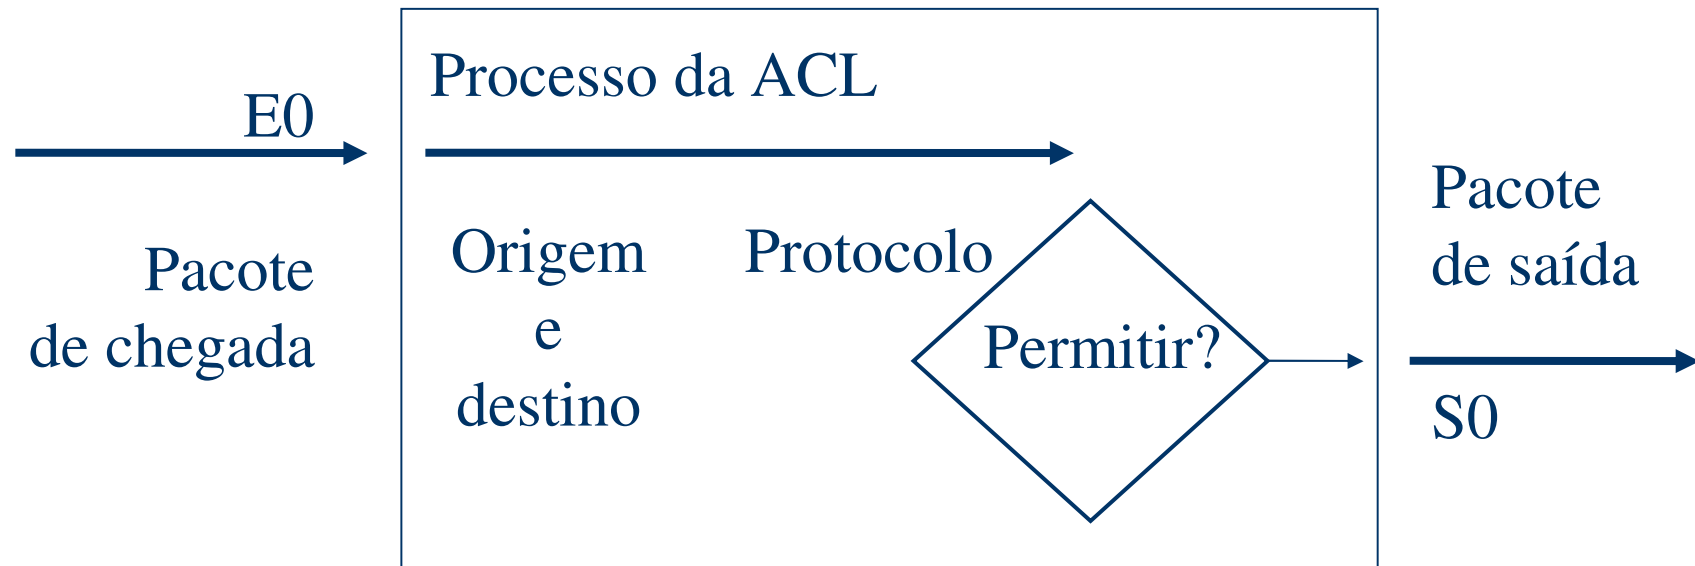 E0
Pacote
de chegada
Processo da ACL
Origem
e
destino
Protocolo
Permitir?
Pacote
de saída
S0